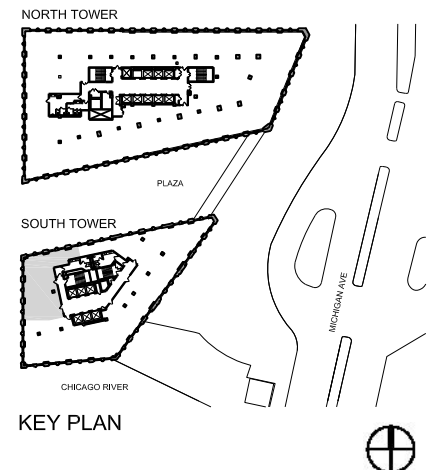 NORTH TOWER
PLAZA
SOUTH TOWER
MICHIGAN AVE
CHICAGO RIVER
KEY PLAN